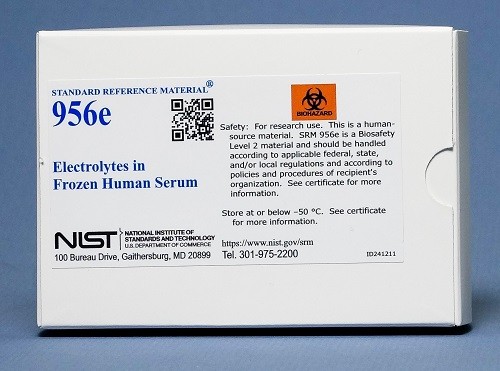 STANDARD REFERENCE MATERIAL®
956e
Electrolytes in
Frozen Human Serum
NIST
NATIONAL INSTITUTE OF
STANDARDS AND TECHNOLOGY
U.S. DEPARTMENT OF COMMERCE
100 Bureau Drive, Gaithersburg, MD 20899
BIOHAZARD
Safety: For research use. This is a human-
source material. SRM 956e is a Biosafety
Level 2 material and should be handled
according to applicable federal, state,
and/or local regulations and according to
policies and procedures of recipient's
organization. See certificate for more
information.
Store at or below –50 °C. See certificate
for more information.
https://www.nist.gov/srm
Tel. 301-975-2200
ID241211